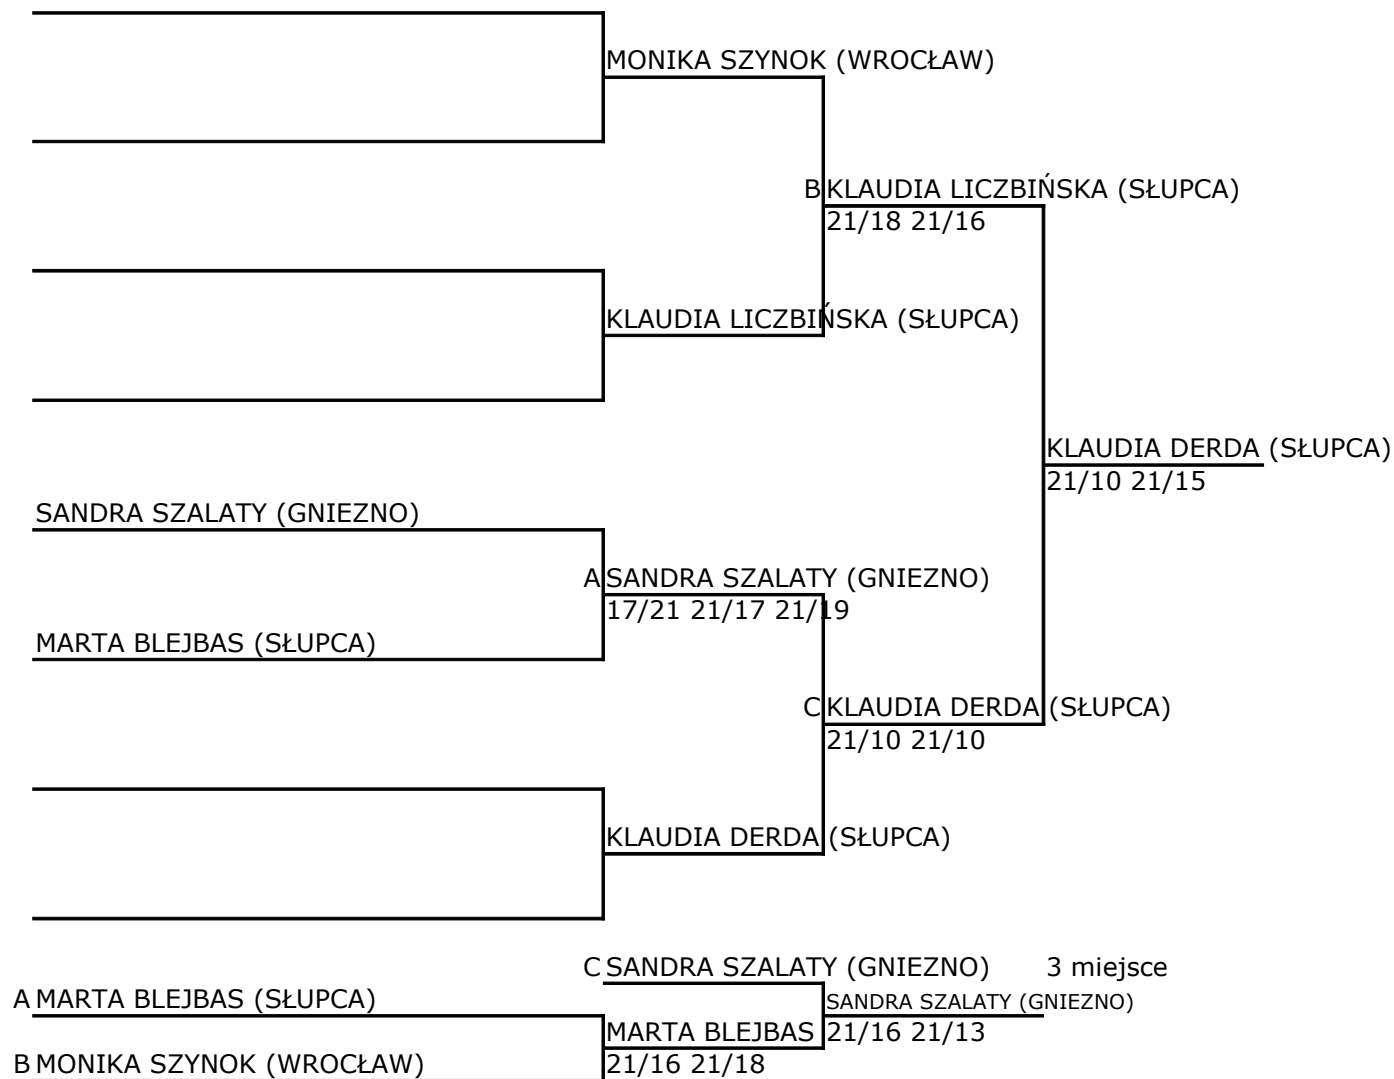 MONIKA SZYNOK (WROCŁAW)
B KLAUDIA LICZBIŃSKA (SŁUPCA)
21/18 21/16
KLAUDIA LICZBIŃSKA (SŁUPCA)
KLAUDIA DERDA (SŁUPCA)
21/10 21/15
SANDRA SZALATY (GNIEZNO)
A SANDRA SZALATY (GNIEZNO)
17/21 21/17 21/19
MARTA BLEJBAS (SŁUPCA)
C KLAUDIA DERDA (SŁUPCA)
21/10 21/10
KLAUDIA DERDA (SŁUPCA)
C SANDRA SZALATY (GNIEZNO) 3 miejsce
A MARTA BLEJBAS (SŁUPCA) SANDRA SZALATY (GNIEZNO)
MARTA BLEJBAS 21/16 21/13
B MONIKA SZYNOK (WROCŁAW) 21/16 21/18